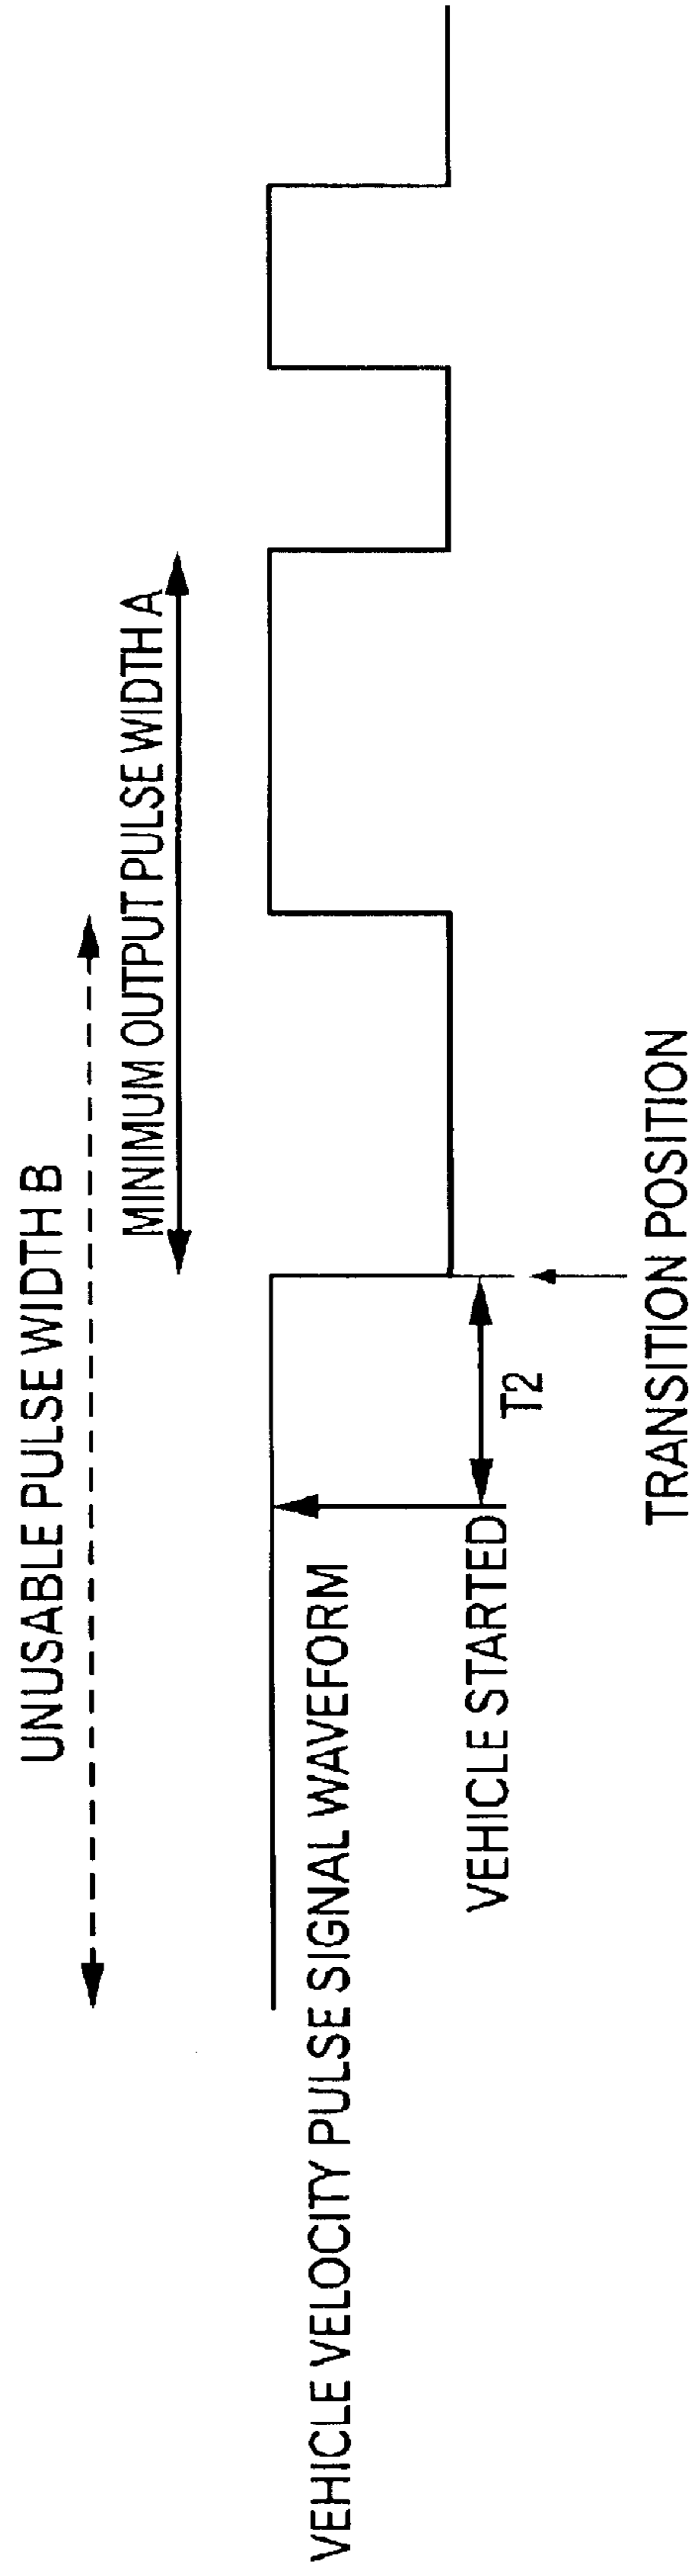 UNUSABLE PULSE WIDTH B
MINIMUM OUTPUT PULSE WIDTH A
VEHICLE VELOCITY PULSE SIGNAL WAVEFORM
VEHICLE STARTED
T2
TRANSITION POSITION